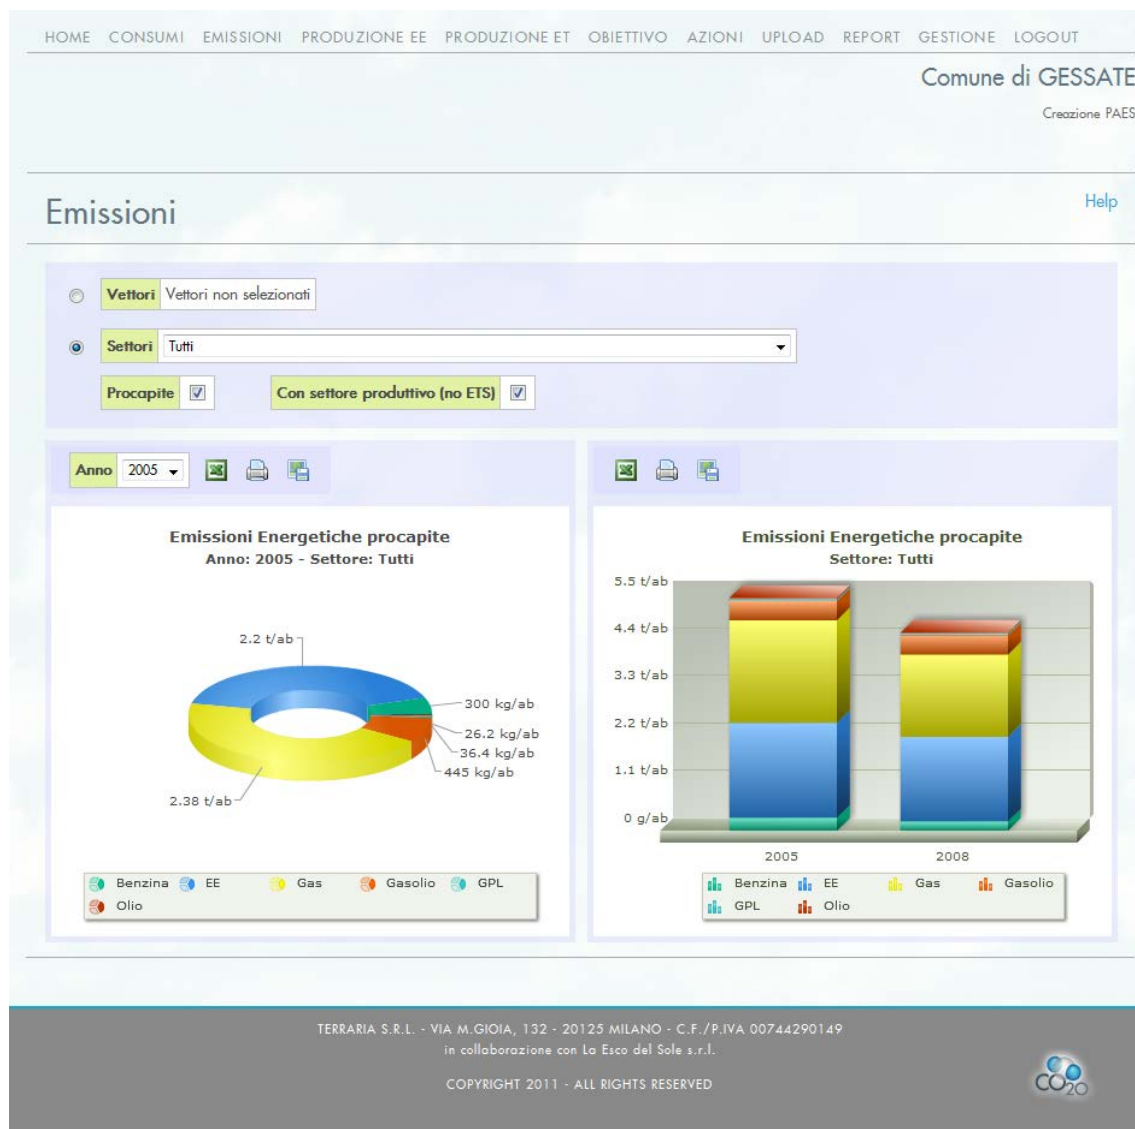 HOME CONSUMI EMISSIONI PRODUZIONE EE PRODUZIONE ET OBIETTIVO AZIONI UPLOAD REPORT GESTIONE LOGOUT
Comune di GESSATE
Creazione PAES
Emissioni
Help
Vettori Vettori non selezionati
Settori Tutti
Procapite Con settore produttivo (no ETS)
Anno 2005
Emissioni Energetiche procapite
Anno: 2005 - Settore: Tutti
2.2 t/ab
300 kg/ab
26.2 kg/ab
36.4 kg/ab
445 kg/ab
2.38 t/ab
Benzina EE Gas Gasolio GPL
Olio
Emissioni Energetiche procapite
Settore: Tutti
5.5 t/ab
4.4 t/ab
3.3 t/ab
2.2 t/ab
1.1 t/ab
0 g/ab
2005 2008
Benzina EE Gas Gasolio
GPL Olio
TERRARIA S.R.L. - VIA M.GIOIA, 132 - 20125 MILANO - C.F./P.IVA 00744290149
in collaborazione con La Esco del Sole s.r.l.
COPYRIGHT 2011 - ALL RIGHTS RESERVED
CO20